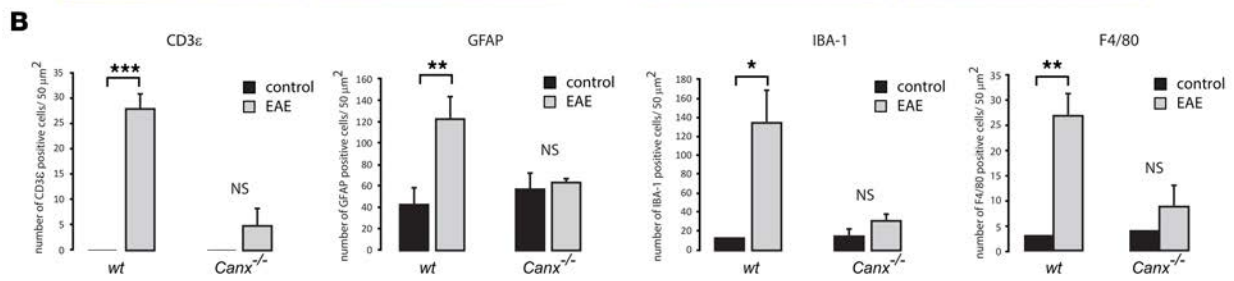 B
CD3ε
number of CD3ε positive cells/ 50 µm²
35
30
25
20
15
10
5
0
***
NS
control
EAE
wt
Canx-/-
GFAP
number of GFAP positive cells/ 50 µm²
160
140
120
100
80
60
40
20
0
**
NS
control
EAE
wt
Canx-/-
IBA-1
number of IBA-1 positive cells/ 50 µm²
180
160
140
120
100
80
60
40
20
0
*
NS
control
EAE
wt
Canx-/-
F4/80
number of F4/80 positive cells/ 50 µm²
35
30
25
20
15
10
5
0
**
NS
control
EAE
wt
Canx-/-